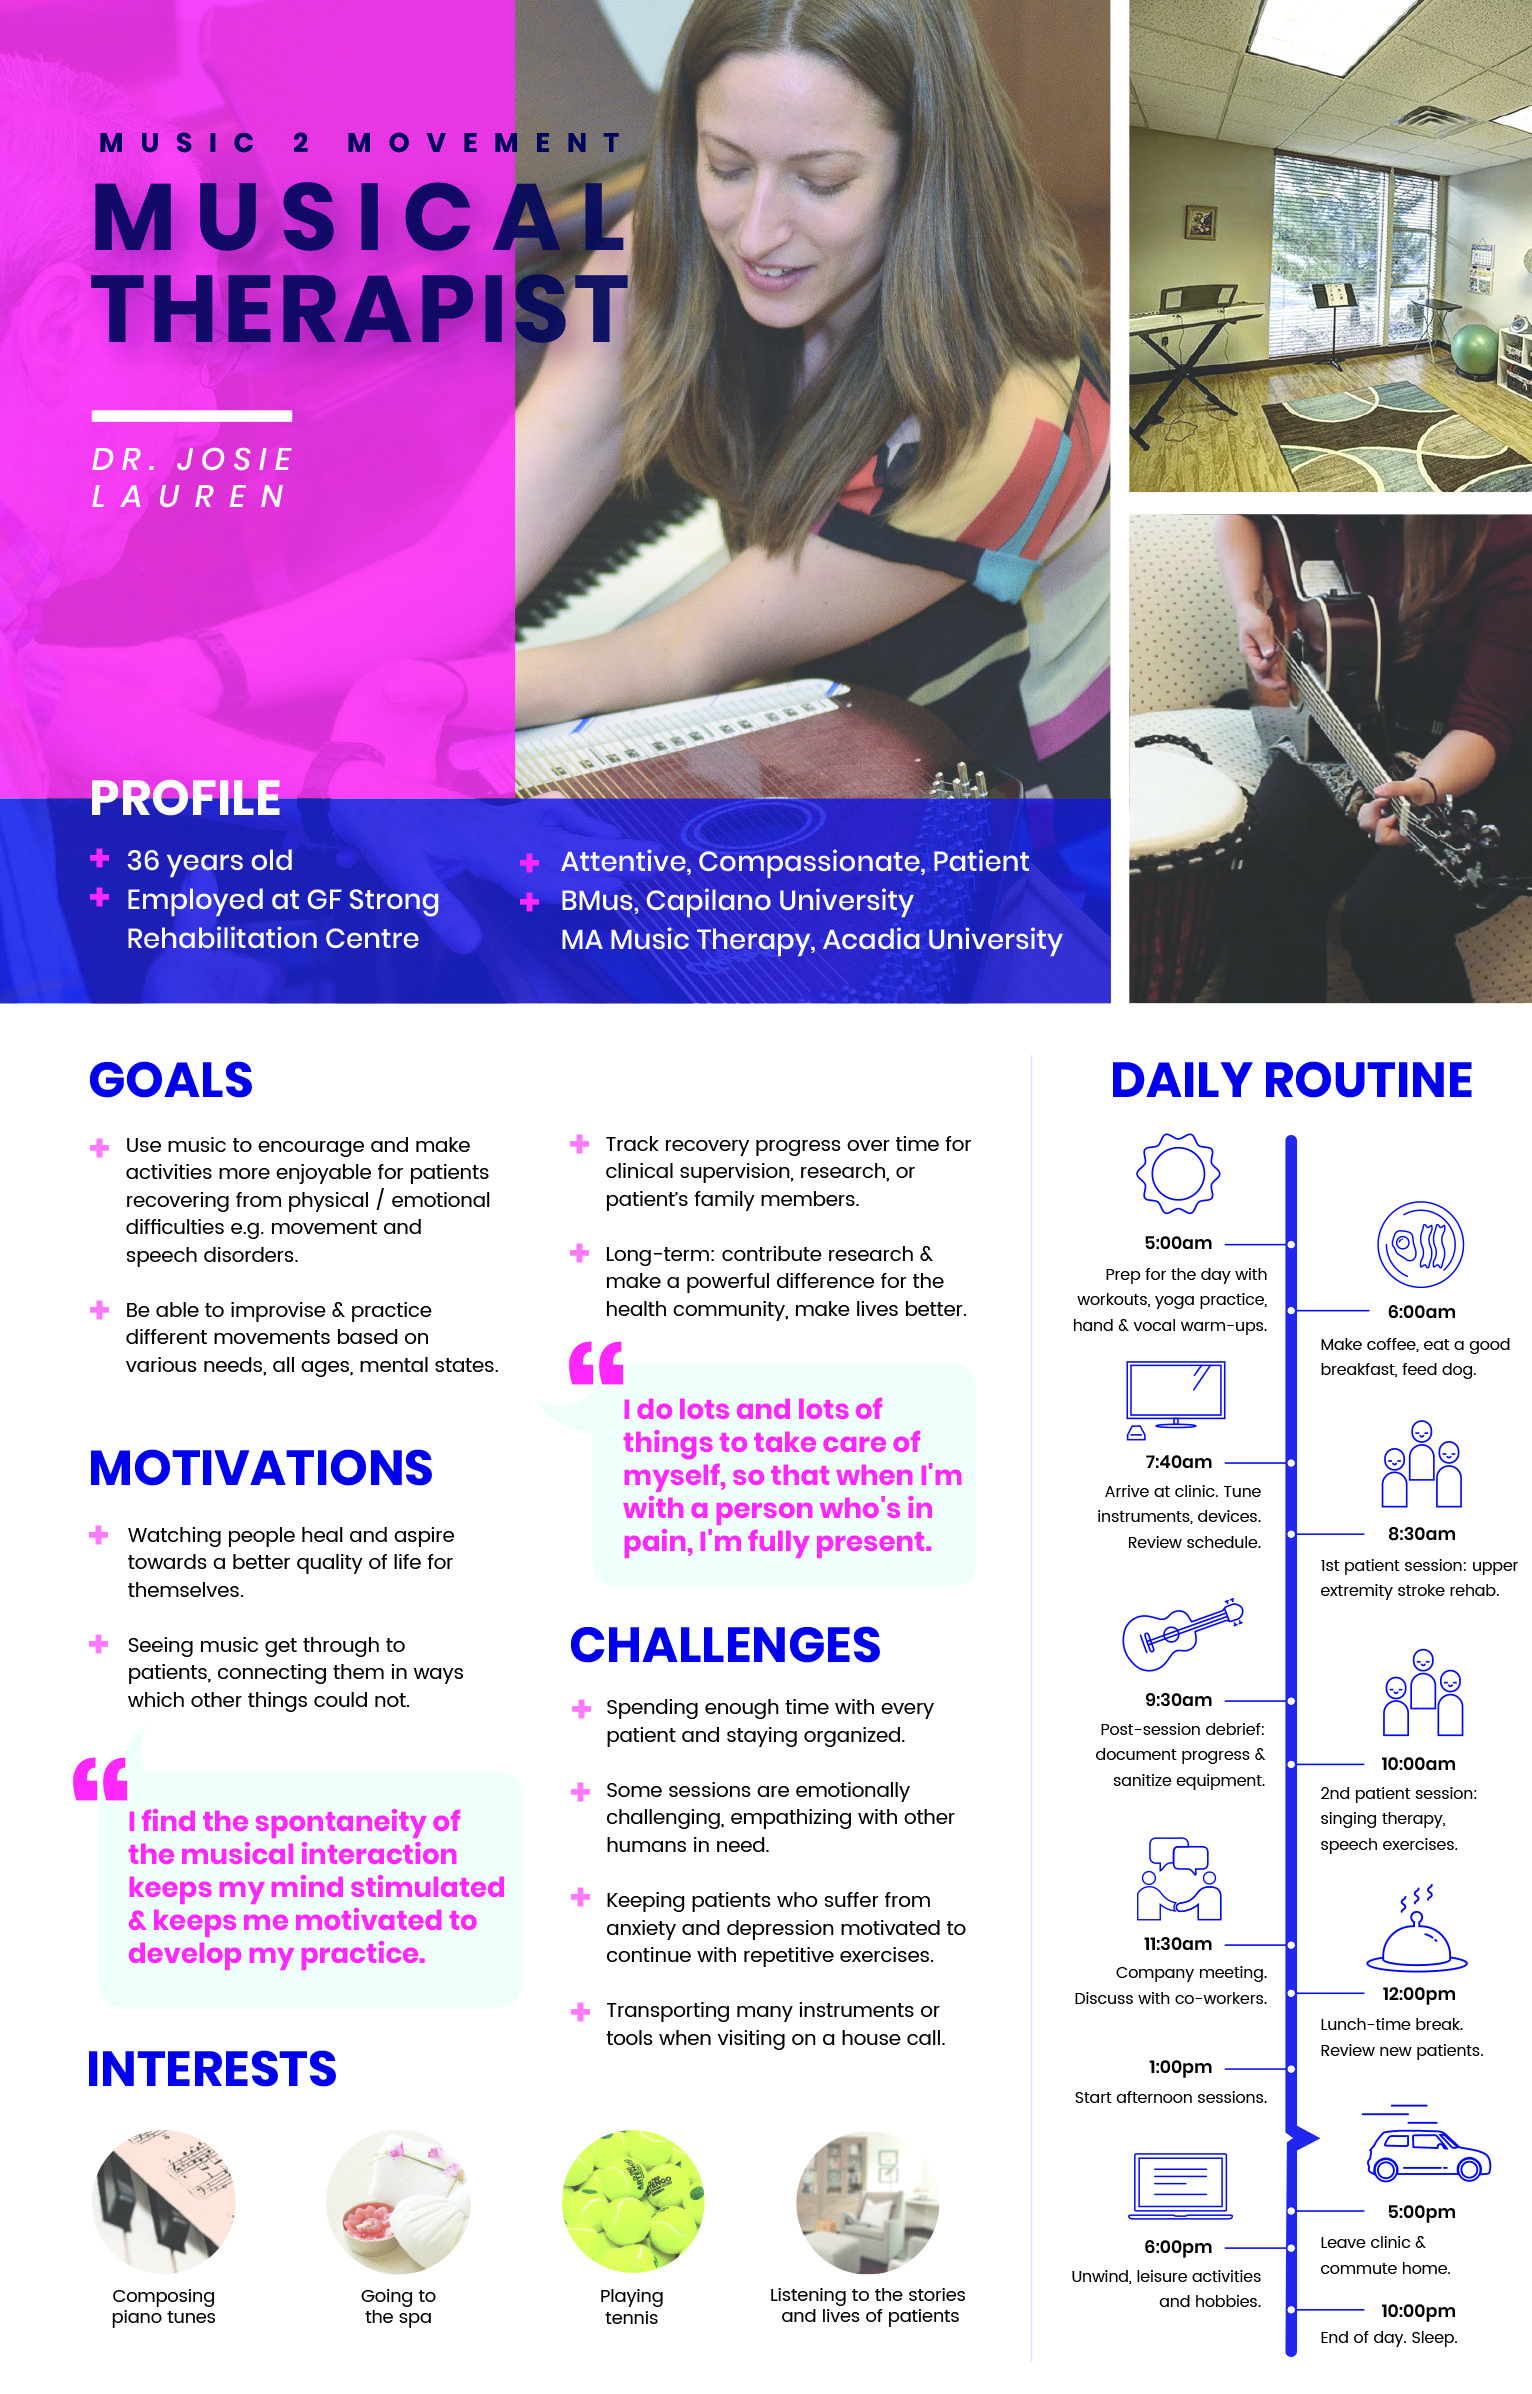 MUSIC 2 MOVEMENT
MUSICAL
THERAPIST
DR. JOSIE
LAUREN
PROFILE
36 years old
Employed at GF Strong
Rehabilitation Centre
Attentive, Compassionate, Patient
BMus, Capilano University
MA Music Therapy, Acadia University
GOALS
Use music to encourage and make
activities more enjoyable for patients
recovering from physical / emotional
difficulties e.g. movement and
speech disorders.
Be able to improvise & practice
different movements based on
various needs, all ages, mental states.
Track recovery progress over time for
clinical supervision, research, or
patient's family members.
Long-term: contribute research &
make a powerful difference for the
health community, make lives better.
“
I do lots and lots of
things to take care of
myself, so that when I'm
with a person who's in
pain, I'm fully present.
MOTIVATIONS
Watching people heal and aspire
towards a better quality of life for
themselves.
Seeing music get through to
patients, connecting them in ways
which other things could not.
“
I find the spontaneity of
the musical interaction
keeps my mind stimulated
& keeps me motivated to
develop my practice.
CHALLENGES
Spending enough time with every
patient and staying organized.
Some sessions are emotionally
challenging, empathizing with other
humans in need.
Keeping patients who suffer from
anxiety and depression motivated to
continue with repetitive exercises.
Transporting many instruments or
tools when visiting on a house call.
INTERESTS
Composing
piano tunes
Going to
the spa
Playing
tennis
Listening to the stories
and lives of patients
DAILY ROUTINE
5:00am
Prep for the day with
workouts, yoga practice,
hand & vocal warm-ups.
6:00am
Make coffee, eat a good
breakfast, feed dog.
7:40am
Arrive at clinic. Tune
instruments, devices.
Review schedule.
8:30am
1st patient session: upper
extremity stroke rehab.
9:30am
Post-session debrief:
document progress &
sanitize equipment.
10:00am
2nd patient session:
singing therapy,
speech exercises.
11:30am
Company meeting.
Discuss with co-workers.
12:00pm
Lunch-time break.
Review new patients.
1:00pm
Start afternoon sessions.
5:00pm
Leave clinic &
commute home.
6:00pm
Unwind, leisure activities
and hobbies.
10:00pm
End of day. Sleep.